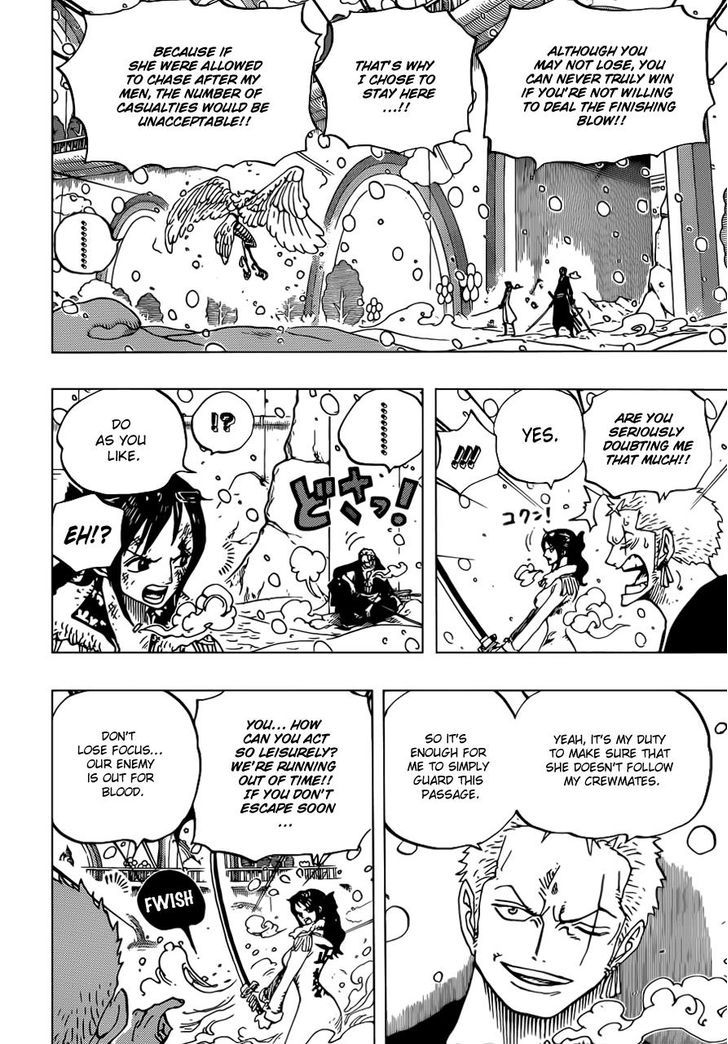 ALTHOUGH YOU
MAY NOT LOSE, YOU
CAN NEVER TRULY WIN
IF YOU'RE NOT WILLING
TO DEAL THE FINISHING
BLOW!!
THAT'S WHY
I CHOSE TO
STAY HERE
...!!
BECAUSE IF
SHE WERE ALLOWED
TO CHASE AFTER MY
MEN, THE NUMBER OF
CASUALTIES WOULD BE
UNACCEPTABLE!!
.........
ARE YOU
SERIOUSLY
DOUBTING ME
THAT MUCH!!
YES.
コクン!
!!!
.........
どさっ!
!?
DO
AS YOU
LIKE.
EH!?
YEAH, IT'S MY DUTY
TO MAKE SURE THAT
SHE DOESN'T FOLLOW
MY CREWMATES.
SO IT'S
ENOUGH FOR
ME TO SIMPLY
GUARD THIS
PASSAGE.
YOU... HOW
CAN YOU ACT
SO LEISURELY?
WE'RE RUNNING
OUT OF TIME!!
IF YOU DON'T
ESCAPE SOON
...
DON'T
LOSE FOCUS...
OUR ENEMY
IS OUT FOR
BLOOD.
FWISH